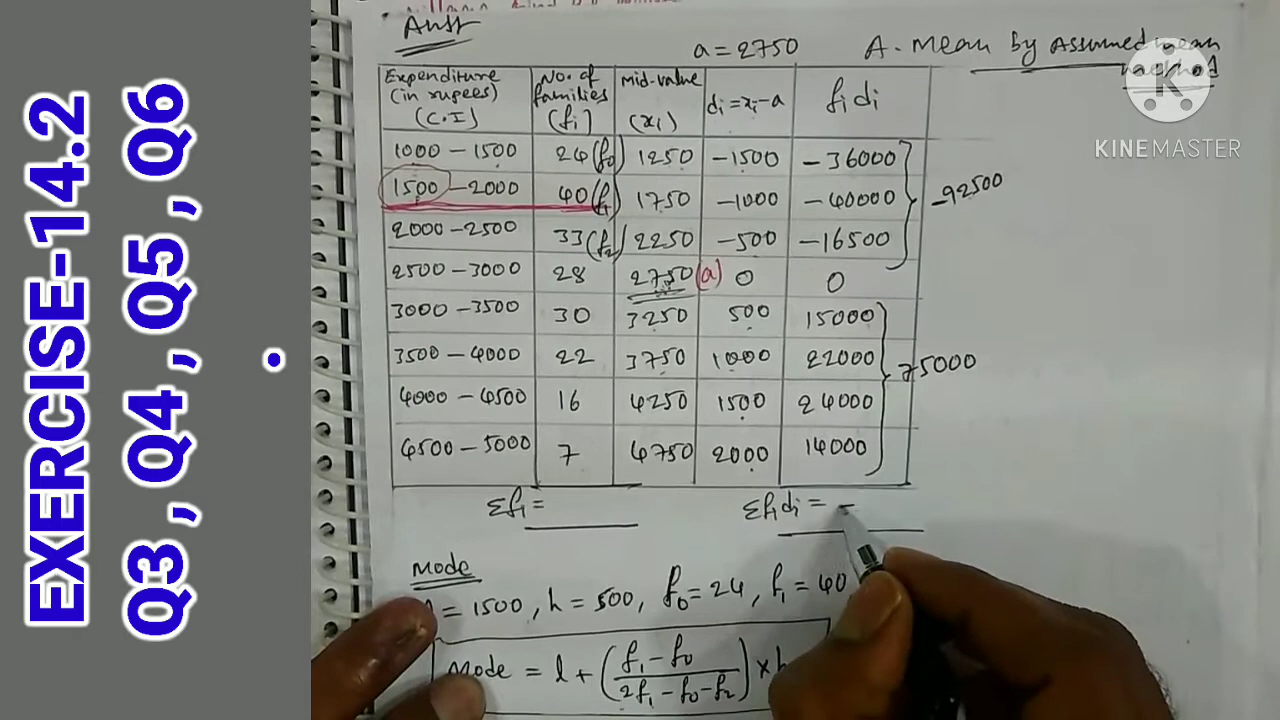 EXERCISE-14.2
Q3, Q4, Q5, Q6.
Ans
a = 2750 A. Mean by Assumed mean method
KINEMASTER
Expenditure (in rupees) (C.I) No. of families (fi) mid-value (xi) di = xi - a fidi
1000 - 1500 24 (f0) 1250 -1500 -36000
1500 - 2000 40 (f1) 1750 -1000 -40000 -92500
2000 - 2500 33 (f2) 2250 -500 -16500
2500 - 3000 28 2750 (a) 0 0
3000 - 3500 30 3250 500 15000
3500 - 4000 22 3750 1000 22000 75000
4000 - 4500 16 4250 1500 24000
4500 - 5000 7 4750 2000 14000
Σfi = Σfidi = -
Mode
= 1500, h = 500, f0 = 24, f1 = 40
Mode = l + (f1 - f0 / 2f1 - f0 - f2) × h